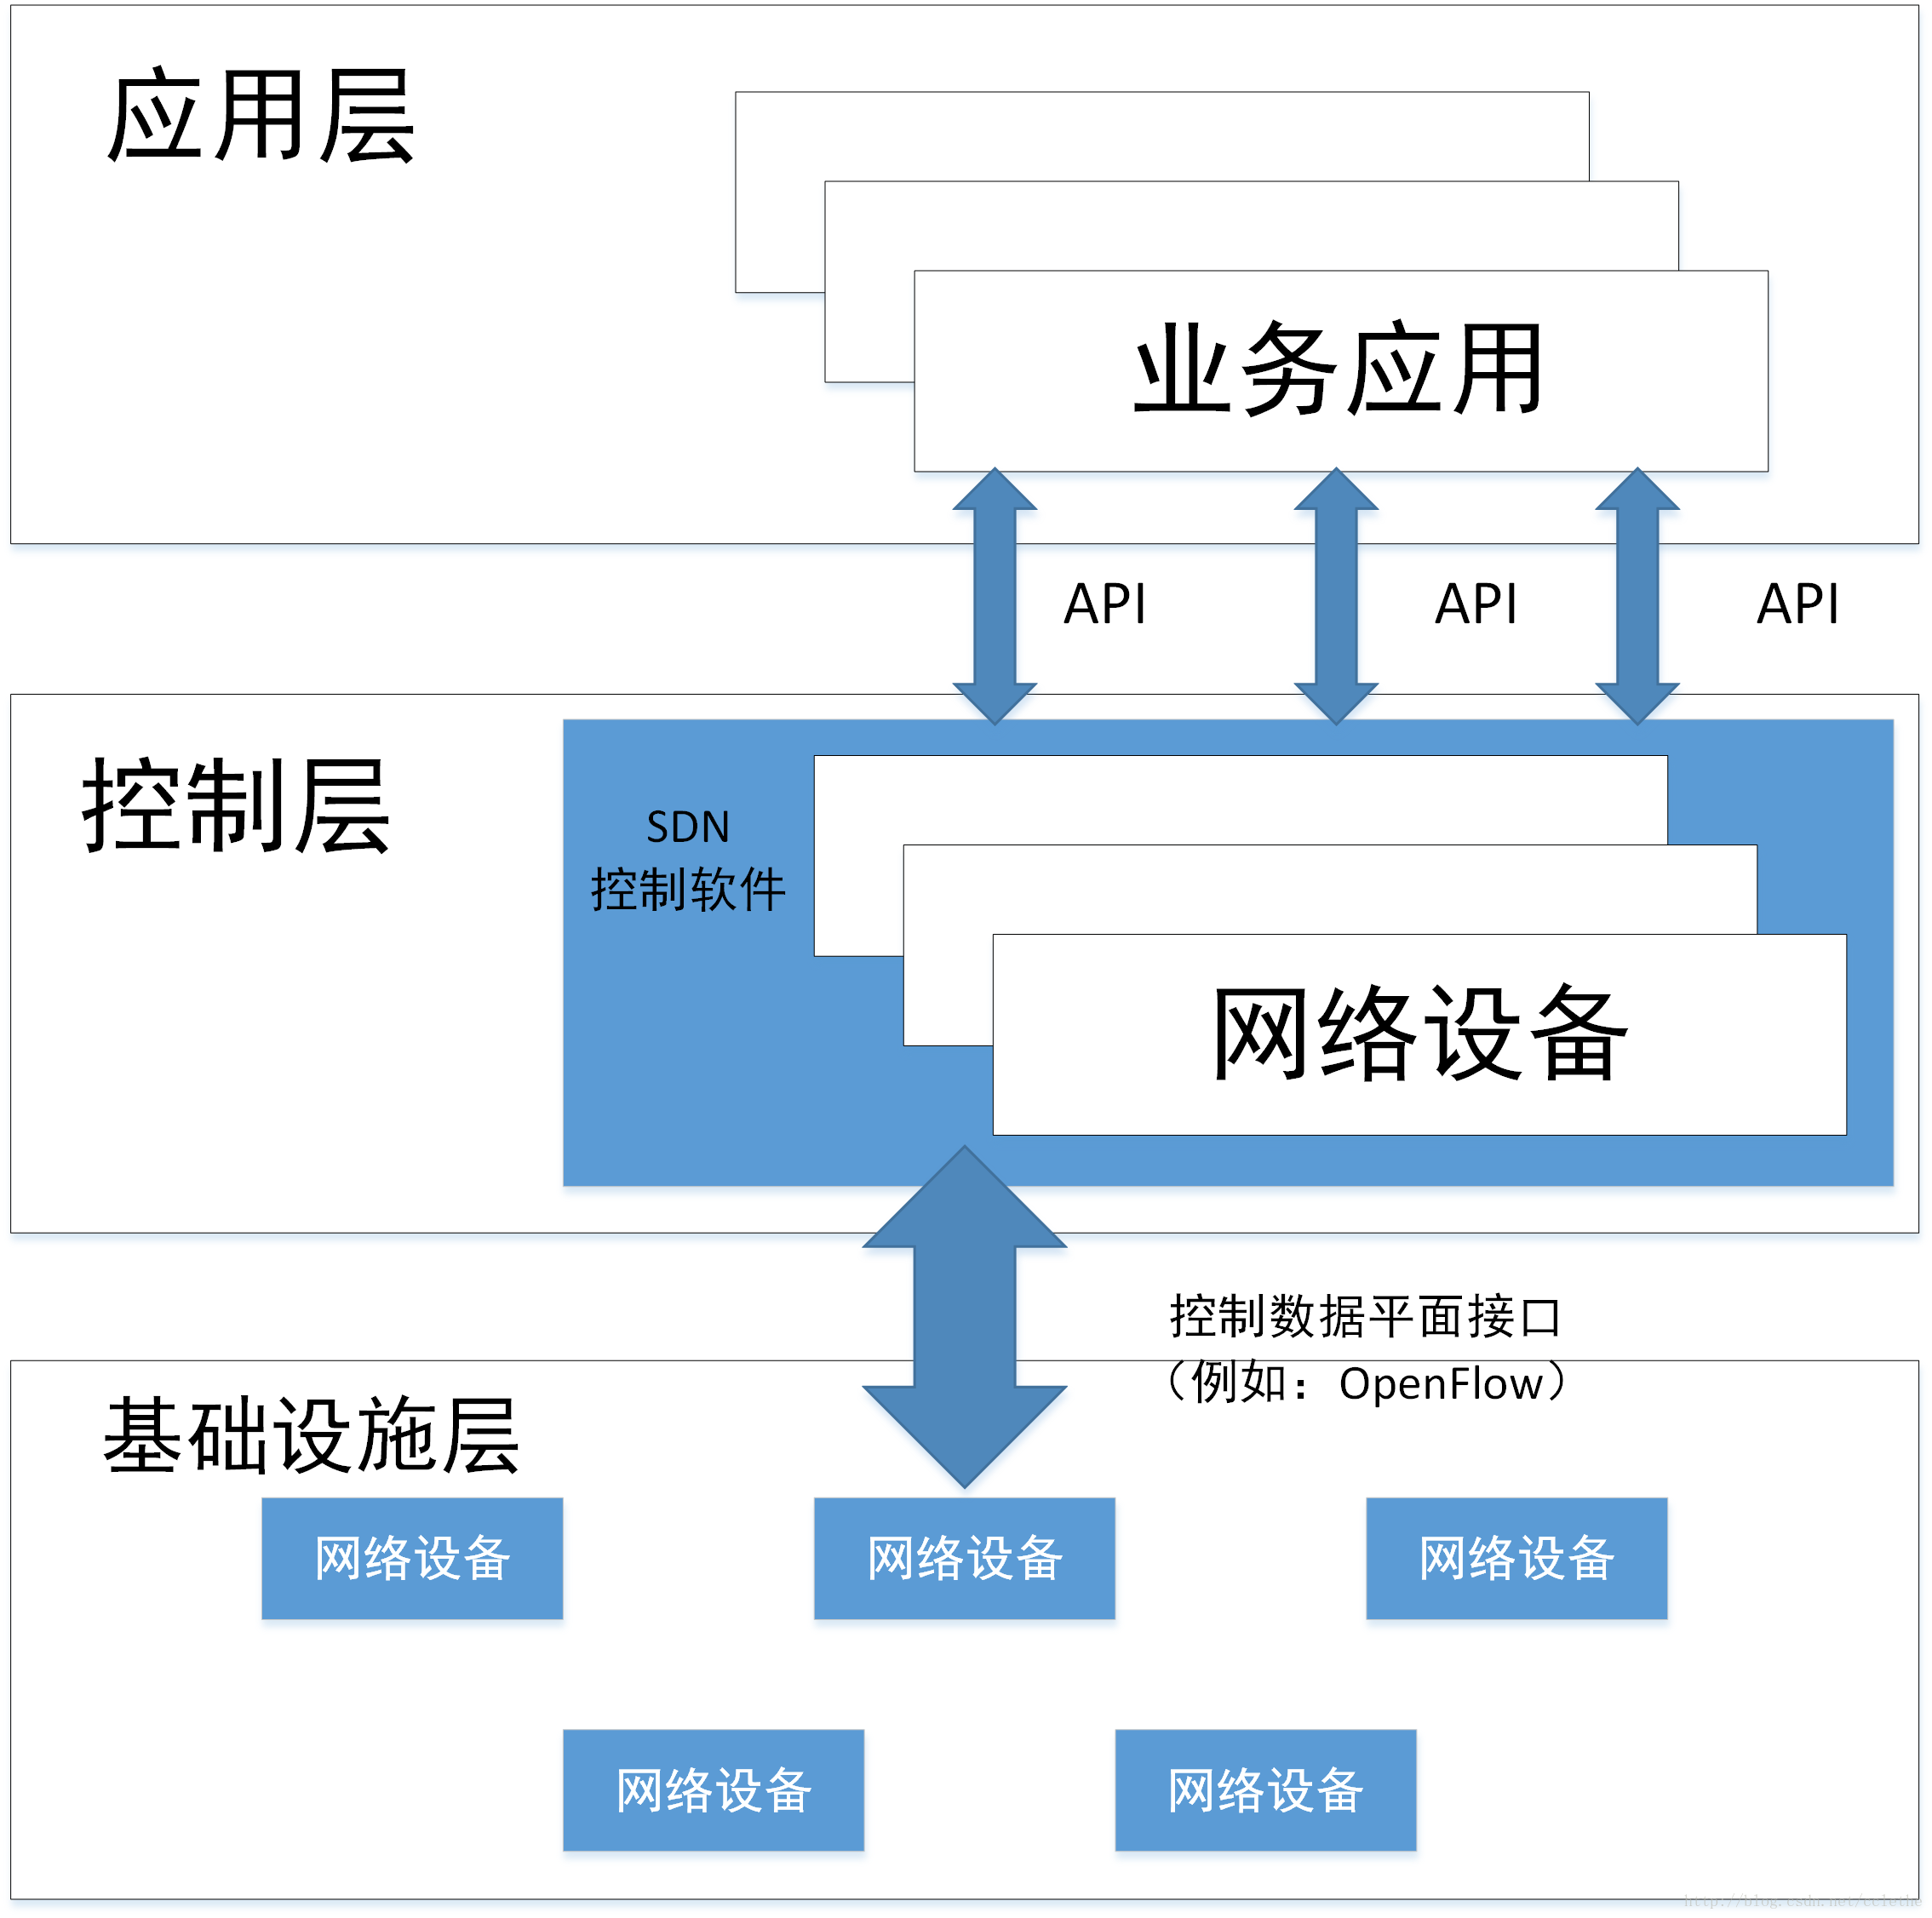 应用层
业务应用
API
API
API
控制层
SDN
控制软件
网络设备
控制数据平面接口
（例如：OpenFlow）
基础设施层
网络设备
网络设备
网络设备
网络设备
网络设备